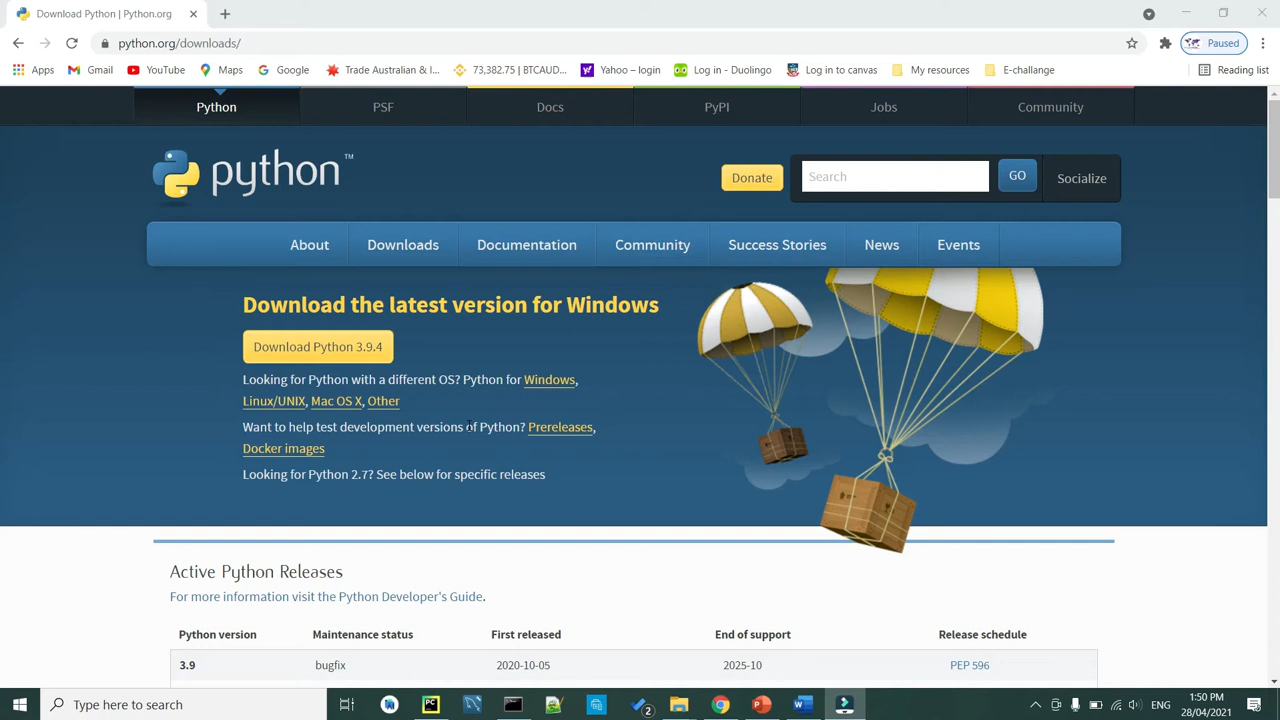 Download Python | Python.org
python.org/downloads/
Paused
Apps Gmail YouTube Maps Google Trade Australian & I... 73,382.75 | BTCAUD... Yahoo – login Log in - Duolingo Log in to canvas My resources E-challange Reading list
Python PSF Docs PyPI Jobs Community
python™
Donate Search GO Socialize
About Downloads Documentation Community Success Stories News Events
Download the latest version for Windows
Download Python 3.9.4
Looking for Python with a different OS? Python for Windows,
Linux/UNIX, Mac OS X, Other
Want to help test development versions of Python? Prereleases,
Docker images
Looking for Python 2.7? See below for specific releases
Active Python Releases
For more information visit the Python Developer's Guide.
Python version Maintenance status First released End of support Release schedule
3.9 bugfix 2020-10-05 2025-10 PEP 596
Type here to search
PC
2
ENG
1:50 PM
28/04/2021